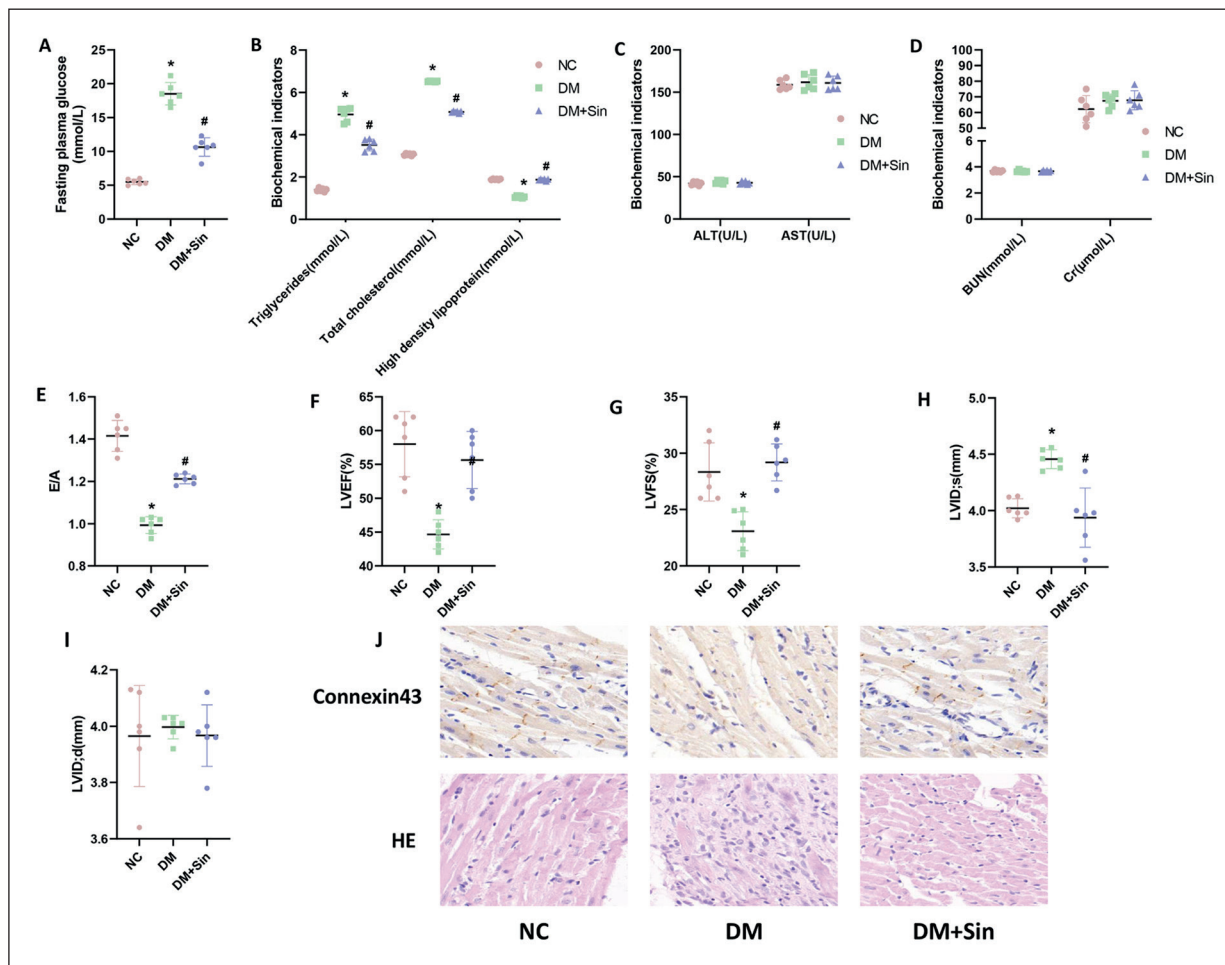 A
Fasting plasma glucose
(mmol/L)
25
20
15
10
5
0
*
#
NC
DM
DM+Sin
B
Biochemical indicators
8
6
4
2
0
*
#
*
#
*
#
Triglycerides(mmol/L)
Total cholesterol(mmol/L)
High density lipoprotein(mmol/L)
NC
DM
DM+Sin
C
Biochemical indicators
200
150
100
50
0
ALT(U/L)
AST(U/L)
NC
DM
DM+Sin
D
Biochemical indicators
100
90
80
70
60
50
6
4
2
0
BUN(mmol/L)
Cr(μmol/L)
NC
DM
DM+Sin
E
E/A
1.6
1.4
1.2
1.0
0.8
*
#
NC
DM
DM+Sin
F
LVEF(%)
65
60
55
50
45
40
*
#
NC
DM
DM+Sin
G
LVFS(%)
35
30
25
20
*
#
NC
DM
DM+Sin
H
LVID;s(mm)
5.0
4.5
4.0
3.5
*
#
NC
DM
DM+Sin
I
LVID;d(mm)
4.2
4.0
3.8
3.6
NC
DM
DM+Sin
J
Connexin43
HE
NC
DM
DM+Sin